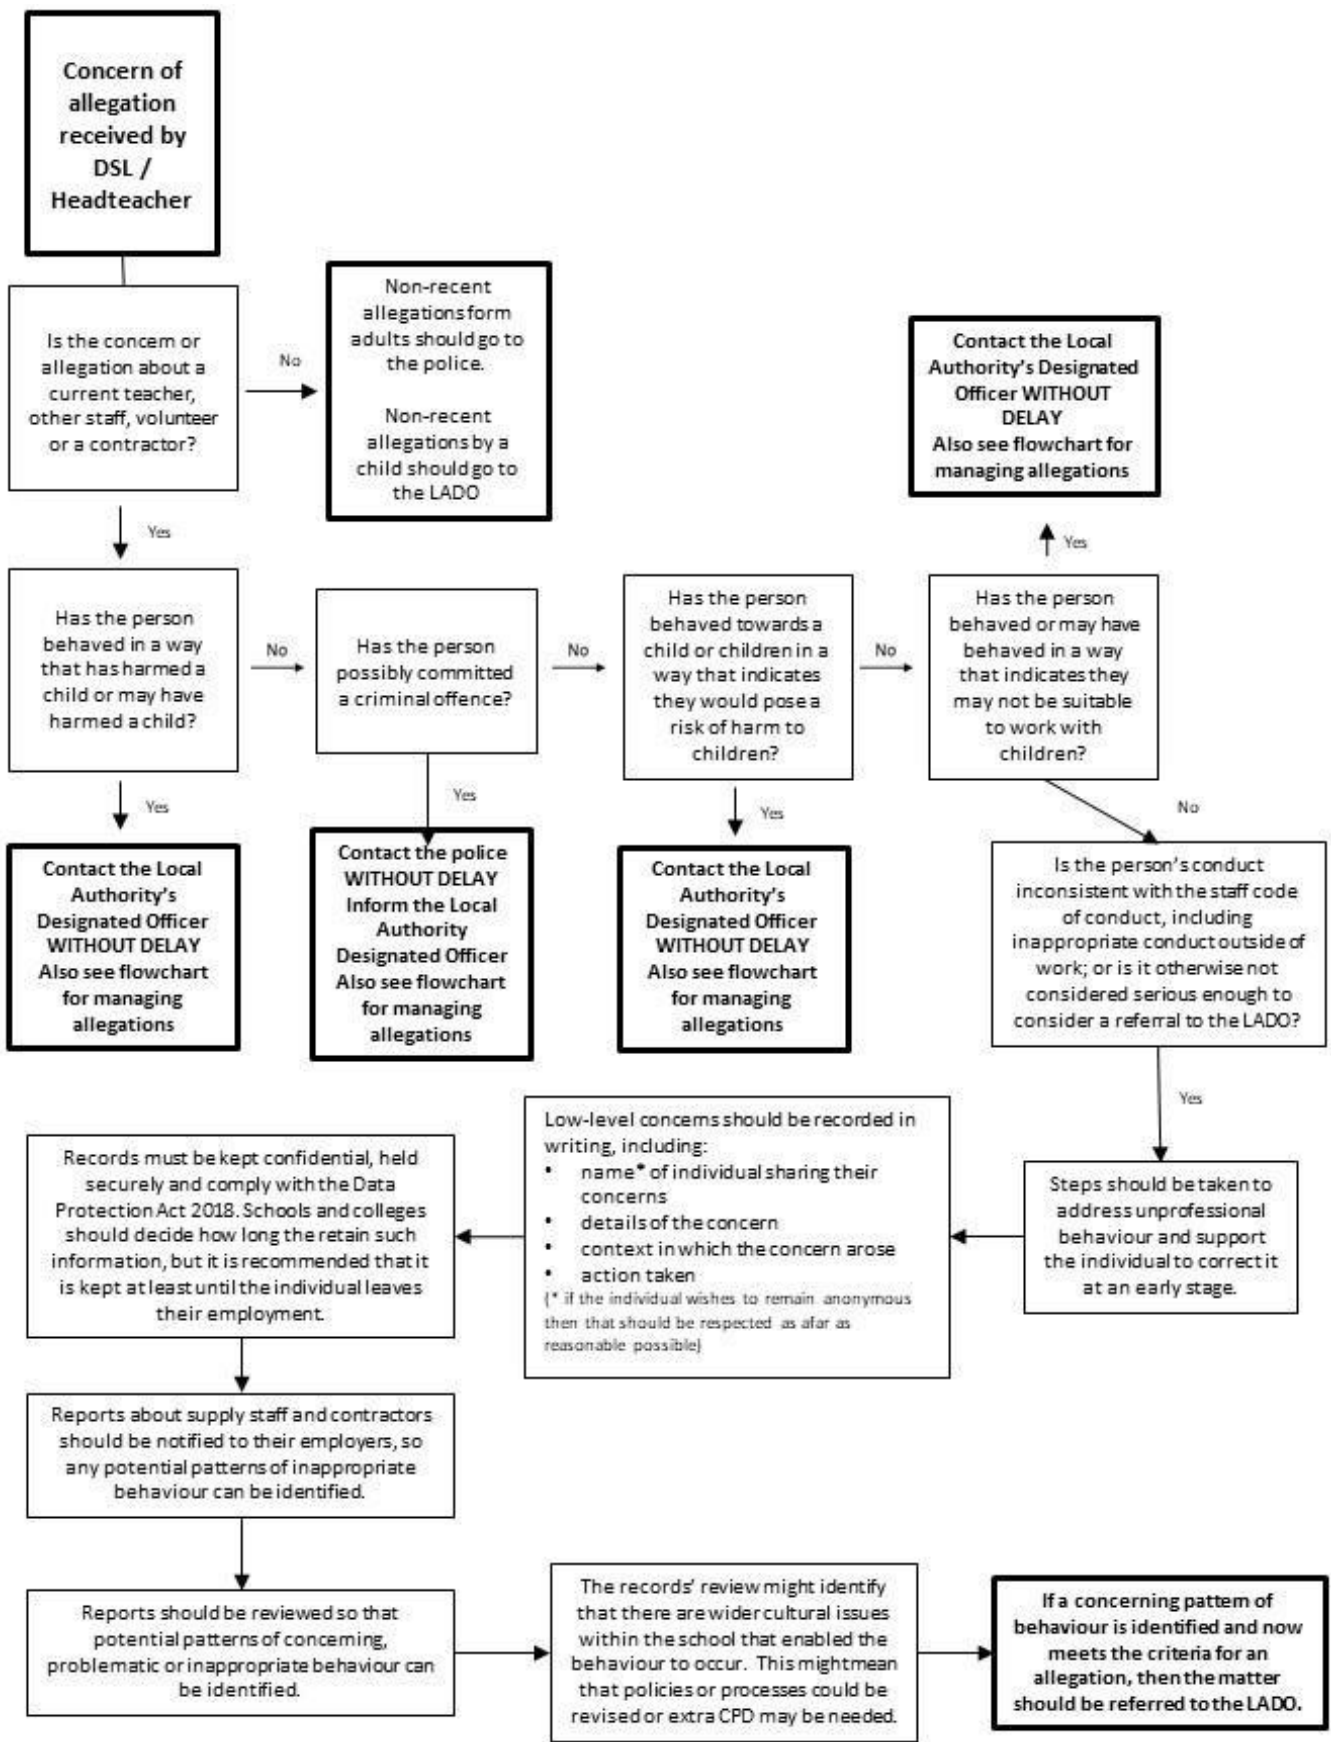 Concern of
allegation
received by
DSL /
Headteacher
Is the concern or
allegation about a
current teacher,
other staff, volunteer
or a contractor?
No
Non-recent
allegations form
adults should go to
the police.
Non-recent
allegations by a
child should go to
the LADO
Contact the Local
Authority's Designated
Officer WITHOUT
DELAY
Also see flowchart for
managing allegations
Yes
Yes
Has the person
behaved in a way
that has harmed a
child or may have
harmed a child?
No
Has the person
possibly committed
a criminal offence?
No
Has the person
behaved towards a
child or children in a
way that indicates
they would pose a
risk of harm to
children?
No
Has the person
behaved or may have
behaved in a way
that indicates they
may not be suitable
to work with
children?
Yes
Yes
Yes
No
Contact the Local
Authority's
Designated Officer
WITHOUT DELAY
Also see flowchart
for managing
allegations
Contact the police
WITHOUT DELAY
Inform the Local
Authority
Designated Officer
Also see flowchart
for managing
allegations
Contact the Local
Authority's
Designated Officer
WITHOUT DELAY
Also see flowchart
for managing
allegations
Is the person's conduct
inconsistent with the staff code
of conduct, including
inappropriate conduct outside of
work; or is it otherwise not
considered serious enough to
consider a referral to the LADO?
Yes
Steps should be taken to
address unprofessional
behaviour and support
the individual to correct it
at an early stage.
Low-level concerns should be recorded in
writing, including:
• name* of individual sharing their
concerns
• details of the concern
• context in which the concern arose
• action taken
(* if the individual wishes to remain anonymous
then that should be respected as afar as
reasonable possible)
Records must be kept confidential, held
securely and comply with the Data
Protection Act 2018. Schools and colleges
should decide how long the retain such
information, but it is recommended that it
is kept at least until the individual leaves
their employment.
Reports about supply staff and contractors
should be notified to their employers, so
any potential patterns of inappropriate
behaviour can be identified.
Reports should be reviewed so that
potential patterns of concerning,
problematic or inappropriate behaviour can
be identified.
The records' review might identify
that there are wider cultural issues
within the school that enabled the
behaviour to occur. This might mean
that policies or processes could be
revised or extra CPD may be needed.
If a concerning pattern of
behaviour is identified and now
meets the criteria for an
allegation, then the matter
should be referred to the LADO.